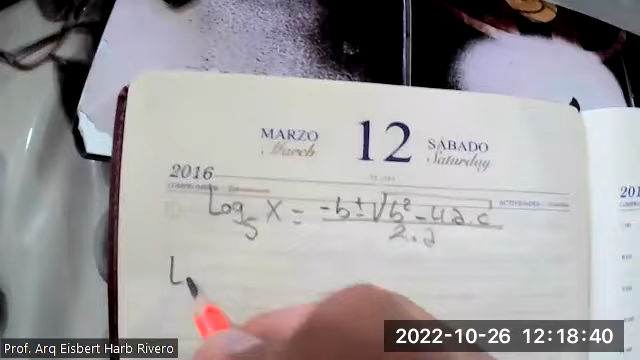 MARZO 12 SÁBADO
March Saturday
2016
Log₅ X = -b±√b²-4a.c
2.a
L
Prof. Arq Eisbert Harb Rivero
2022-10-26 12:18:40